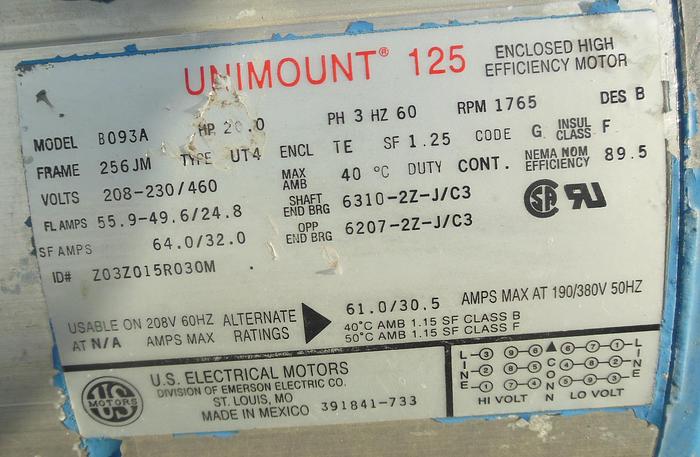 UNIMOUNT® 125 ENCLOSED HIGH EFFICIENCY MOTOR
MODEL B093A HP 20.0 PH 3 HZ 60 RPM 1765 DES B
FRAME 256JM TYPE UT4 ENCL TE SF 1.25 CODE G INSUL CLASS F
VOLTS 208-230/460 MAX AMB 40 °C DUTY CONT. NEMA NOM EFFICIENCY 89.5
FL AMPS 55.9-49.6/24.8 SHAFT END BRG 6310-2Z-J/C3
SF AMPS 64.0/32.0 OPP END BRG 6207-2Z-J/C3
ID# Z03Z015R030M
USABLE ON 208V 60HZ ALTERNATE 61.0/30.5 AMPS MAX AT 190/380V 50HZ
AT N/A AMPS MAX RATINGS 40°C AMB 1.15 SF CLASS B
50°C AMB 1.15 SF CLASS F
US MOTORS
U.S. ELECTRICAL MOTORS
DIVISION OF EMERSON ELECTRIC CO.
ST. LOUIS, MO
MADE IN MEXICO 391841-733
LINE CONN LINE
HI VOLT LO VOLT